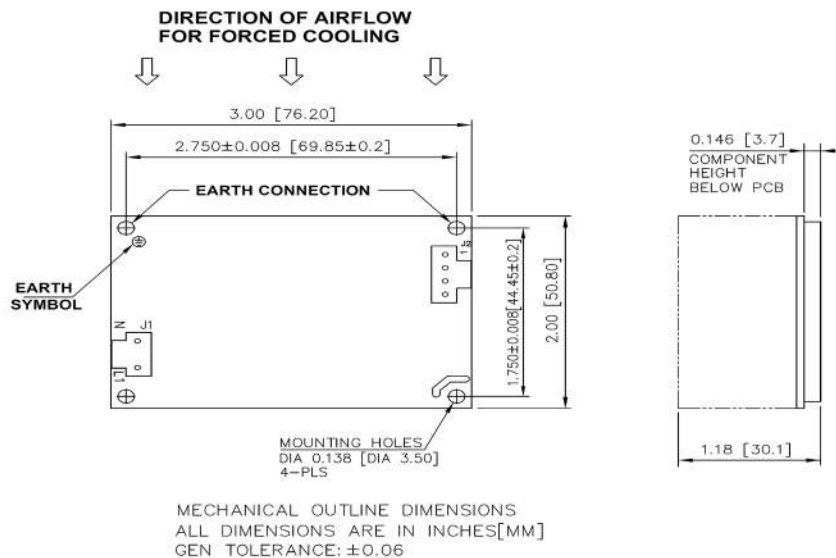 DIRECTION OF AIRFLOW
FOR FORCED COOLING
3.00 [76.20]
2.750±0.008 [69.85±0.2]
0.146 [3.7]
COMPONENT
HEIGHT
BELOW PCB
EARTH CONNECTION
J2
1
EARTH
SYMBOL
N
J1
L1
1.750±0.008[44.45±0.2]
2.00 [50.80]
MOUNTING HOLES
DIA 0.138 [DIA 3.50]
4-PLS
1.18 [30.1]
MECHANICAL OUTLINE DIMENSIONS
ALL DIMENSIONS ARE IN INCHES[MM]
GEN TOLERANCE: ±0.06